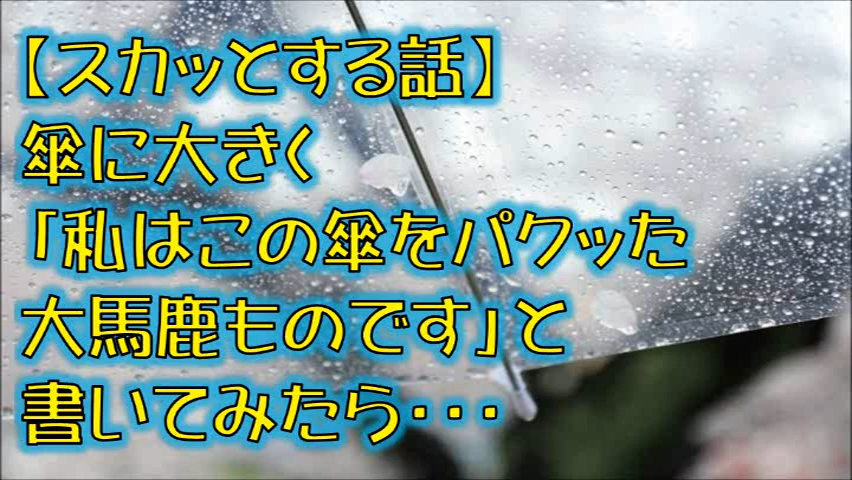 【スカッとする話】
傘に大きく
「私はこの傘をパクッた
大馬鹿ものです」と
書いてみたら・・・